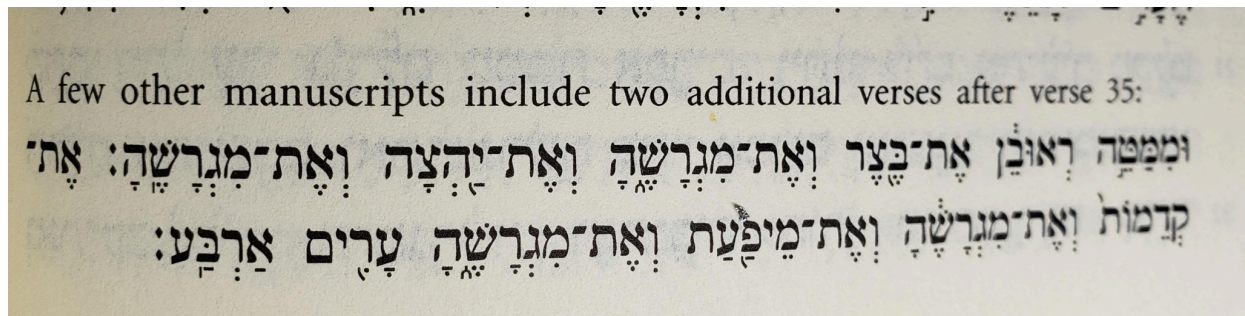 A few other manuscripts include two additional verses after verse 35:
וּמִמַּטֵּ֣ה רְאוּבֵ֔ן אֶת־בֶּ֖צֶר וְאֶת־מִגְרָשֶׁ֑הָ וְאֶת־יַ֖הְצָה וְאֶת־מִגְרָשֶֽׁהָ׃ אֶת־
קְדֵמוֹת֙ וְאֶת־מִגְרָשֶׁ֔הָ וְאֶת־מֵיפַ֖עַת וְאֶת־מִגְרָשֶׁ֑הָ עָרִ֖ים אַרְבַּֽע׃